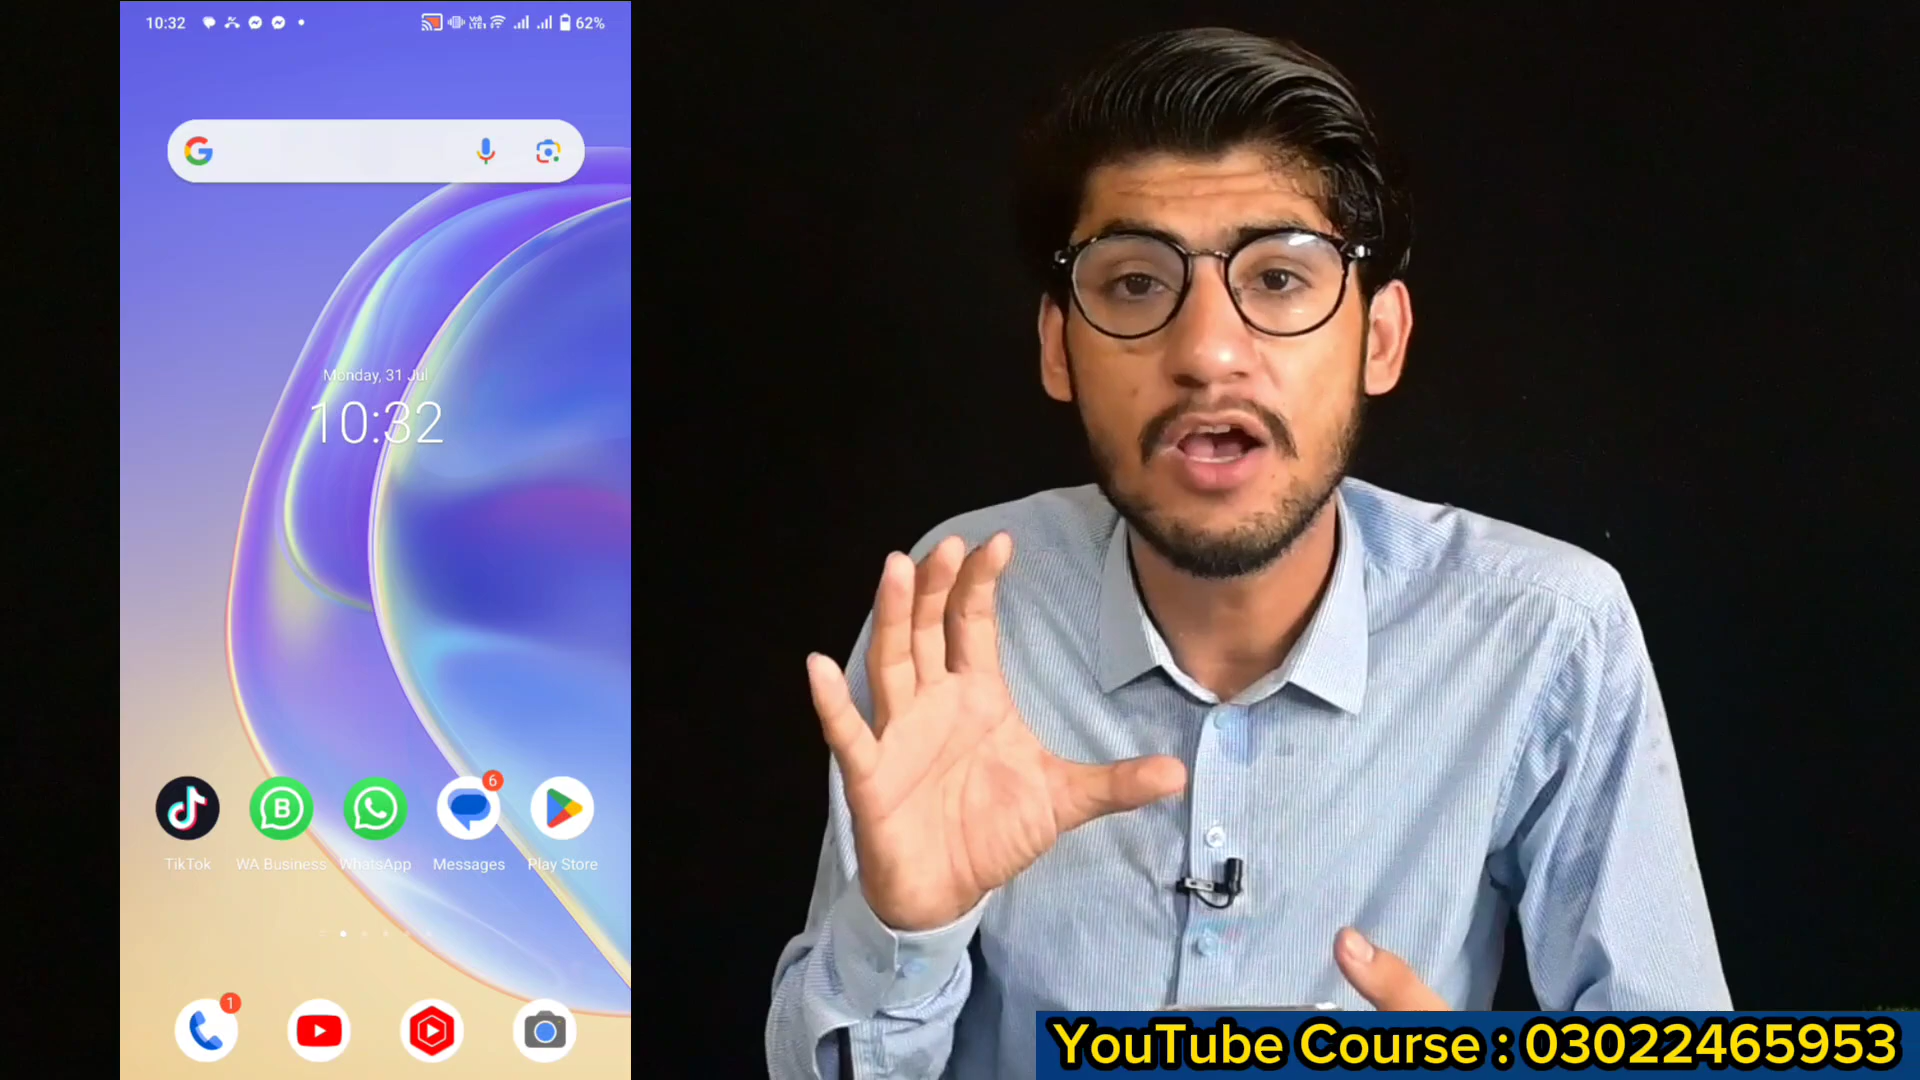 10:32
VoLTE1
62%
Monday, 31 Jul
10:32
6
TikTok
WA Business
WhatsApp
Messages
Play Store
1
YouTube Course : 03022465953